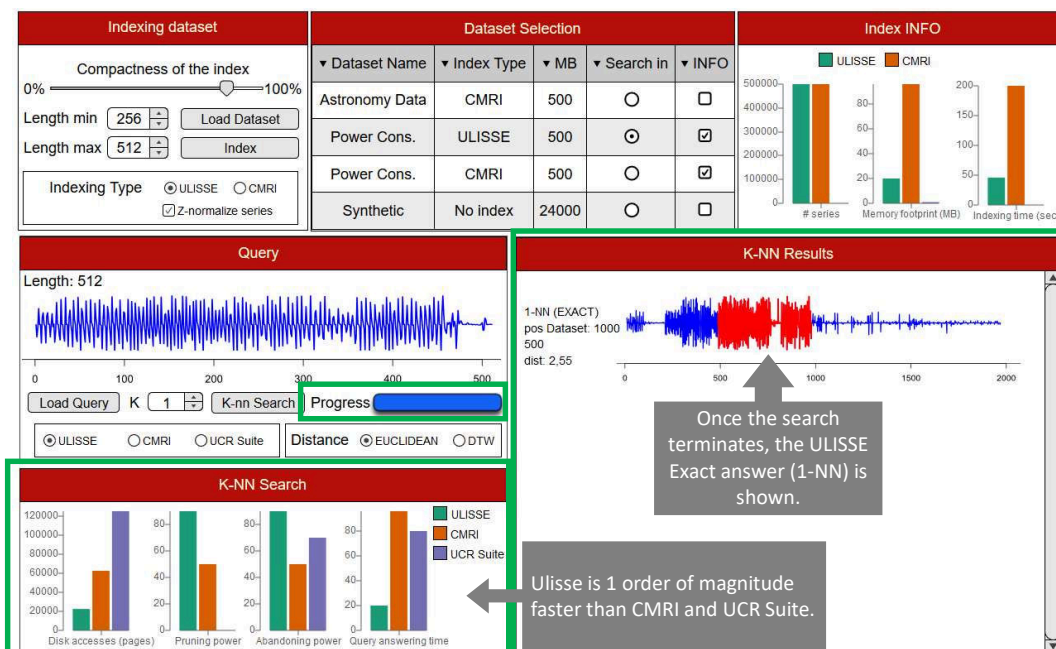 Indexing dataset
Compactness of the index
0% 100%
Length min 256 Load Dataset
Length max 512 Index
Indexing Type ULISSE CMRI
Z-normalize series
Dataset Selection
▾ Dataset Name ▾ Index Type ▾ MB ▾ Search in ▾ INFO
Astronomy Data CMRI 500
Power Cons. ULISSE 500
Power Cons. CMRI 500
Synthetic No index 24000
Index INFO
ULISSE CMRI
500000
400000
300000
200000
100000
0
# series
80
60
40
20
0
Memory footprint (MB)
200
150
100
50
0
Indexing time (sec
Query
Length: 512
0 100 200 300 400 500
Load Query K 1 K-nn Search Progress
ULISSE CMRI UCR Suite Distance EUCLIDEAN DTW
K-NN Search
120000
100000
80000
60000
40000
20000
0
Disk accesses (pages)
80
60
40
20
0
Pruning power
80
60
40
20
0
Abandoning power
80
60
40
20
0
Query answering time
ULISSE
CMRI
UCR Suite
K-NN Results
1-NN (EXACT)
pos Dataset: 1000
500
dist: 2,55
0 500 1000 1500 2000
Once the search
terminates, the ULISSE
Exact answer (1-NN) is
shown.
Ulisse is 1 order of magnitude
faster than CMRI and UCR Suite.